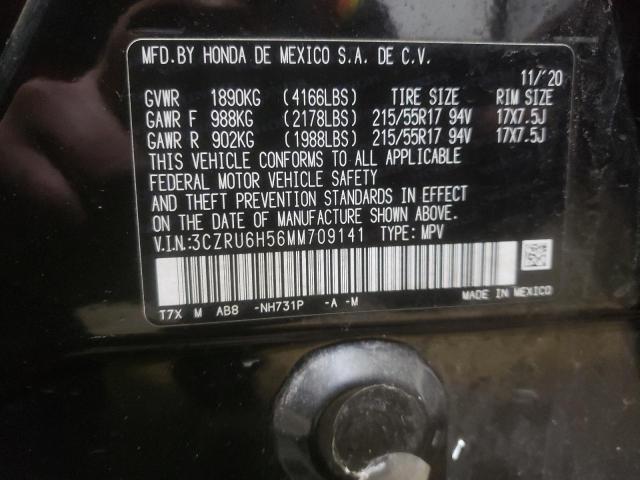 MFD.BY HONDA DE MEXICO S.A. DE C.V.
11/'20
GVWR 1890KG (4166LBS) TIRE SIZE RIM SIZE
GAWR F 988KG (2178LBS) 215/55R17 94V 17X7.5J
GAWR R 902KG (1988LBS) 215/55R17 94V 17X7.5J
THIS VEHICLE CONFORMS TO ALL APPLICABLE
FEDERAL MOTOR VEHICLE SAFETY
AND THEFT PREVENTION STANDARDS IN EFFECT
ON THE DATE OF MANUFACTURE SHOWN ABOVE.
V.I.N:3CZRU6H56MM709141 TYPE: MPV
T7X M AB8 -NH731P -A -M MADE IN MEXICO